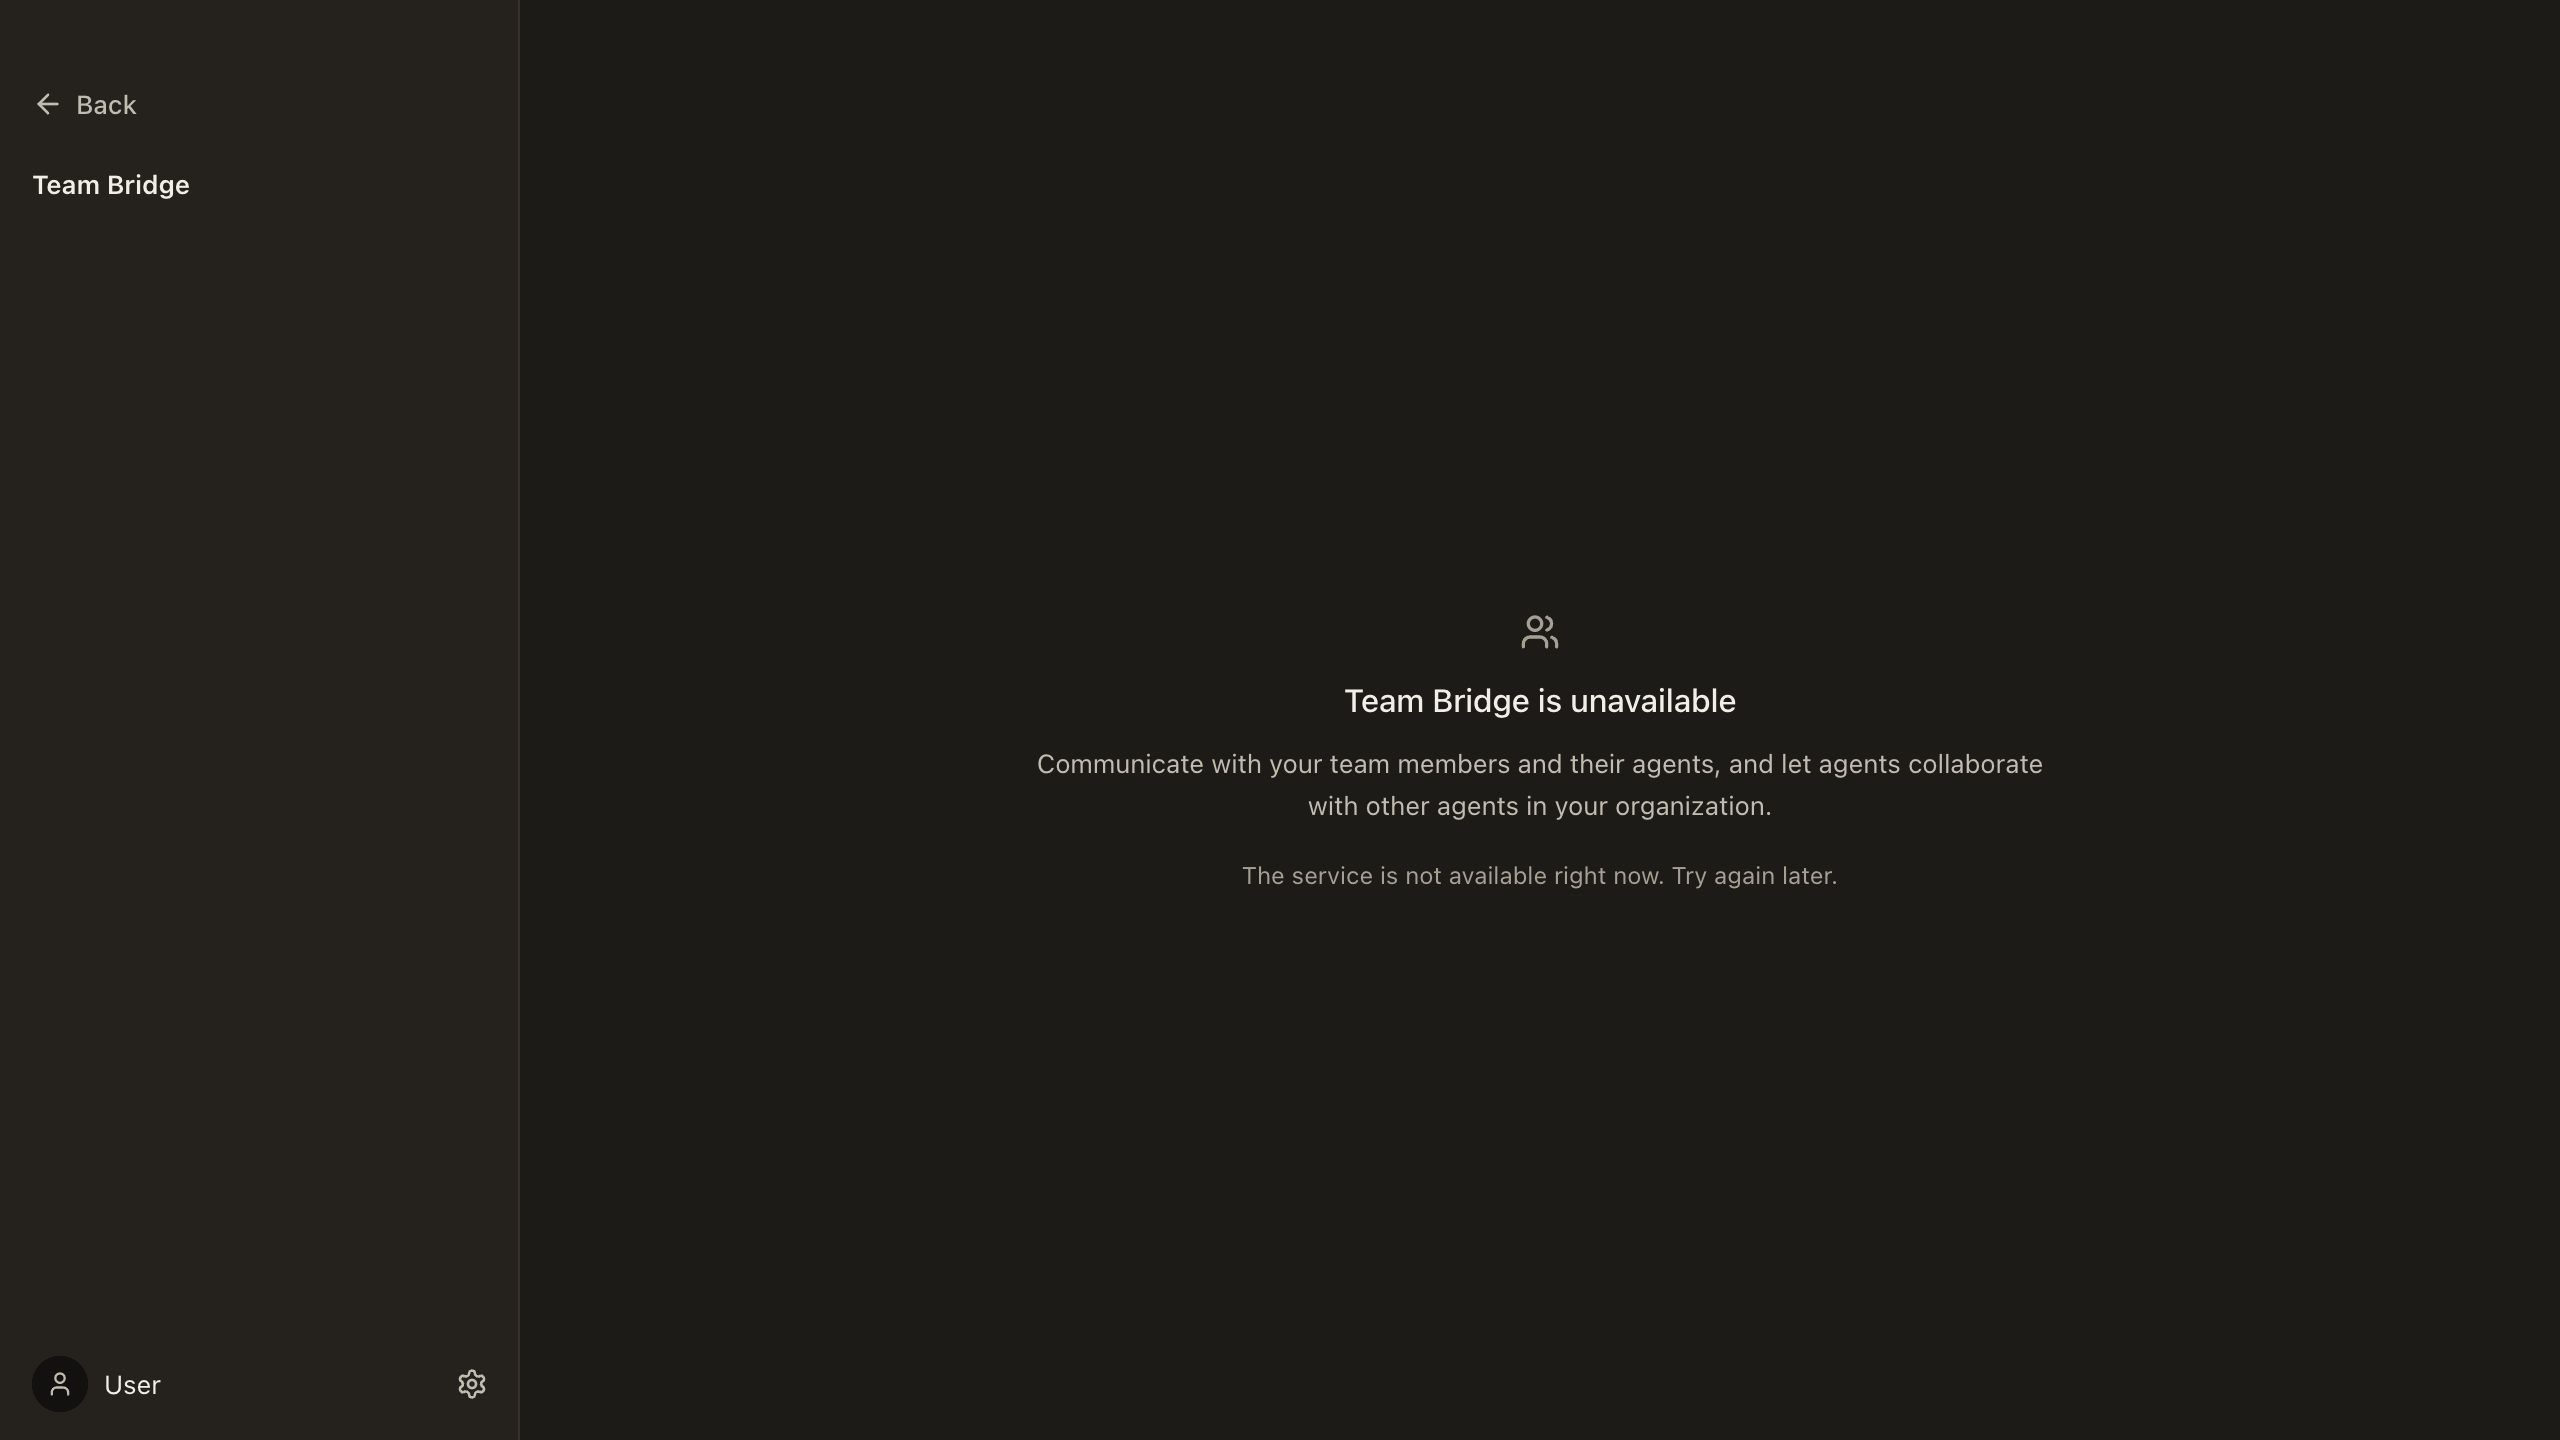 Back
Team Bridge
Team Bridge is unavailable
Communicate with your team members and their agents, and let agents collaborate
with other agents in your organization.
The service is not available right now. Try again later.
User